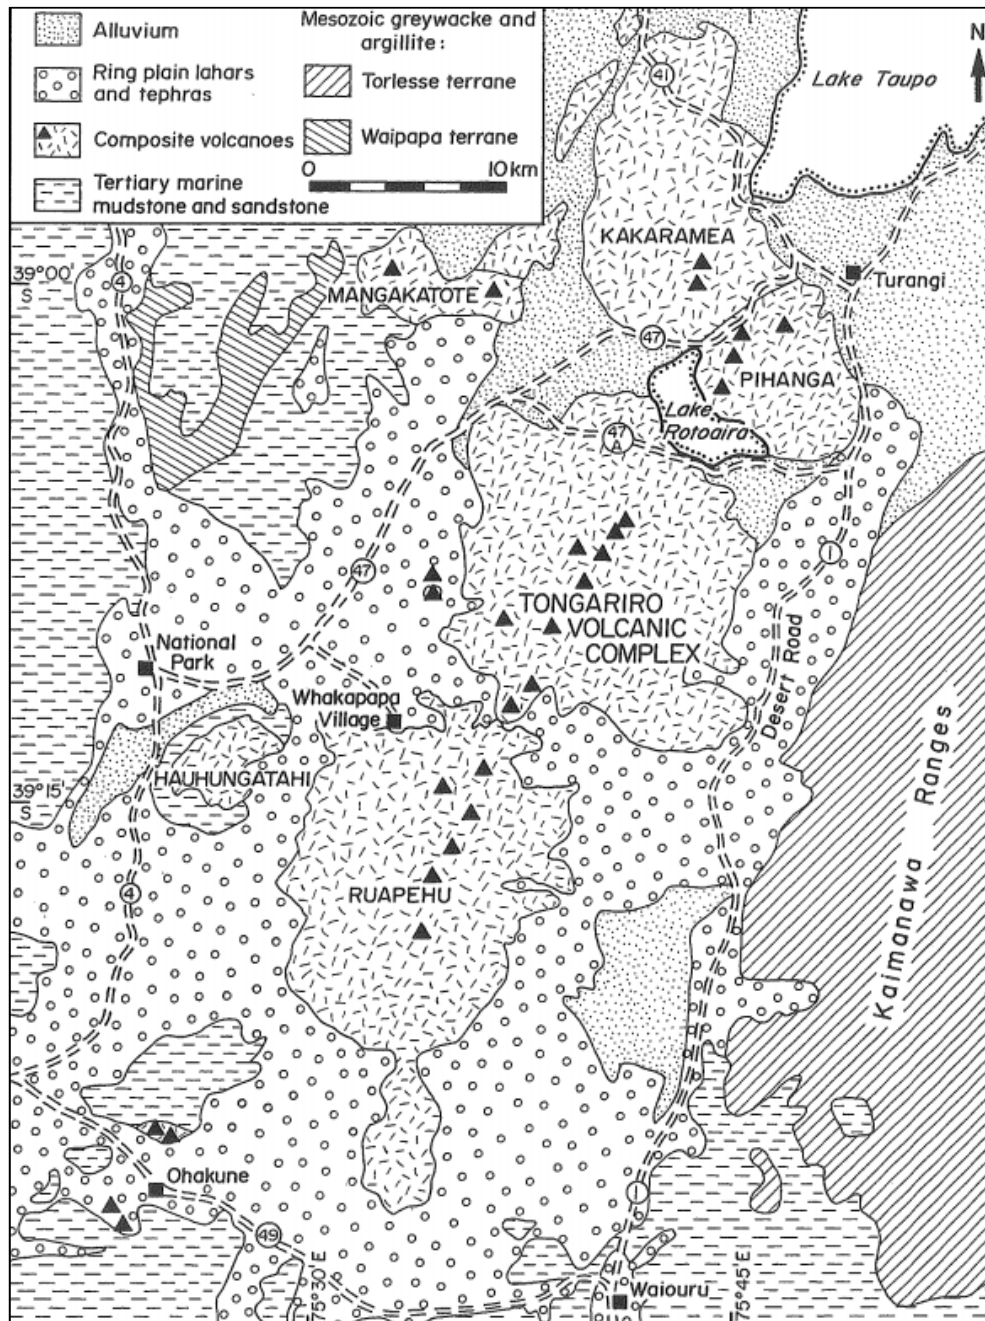 Alluvium
Ring plain lahars
and tephras
Composite volcanoes
Tertiary marine
mudstone and sandstone
Mesozoic greywacke and
argillite:
Torlesse terrane
Waipapa terrane
0 10km
N
41
Lake Taupo
KAKARAMEA
39°00'
S
4
MANGAKATOTE
Turangi
47
PIHANGA
Lake
Rotoaira
47
A
1
47
TONGARIRO
VOLCANIC
COMPLEX
National
Park
Desert Road
Whakapapa
Village
HAUHUNGATAHI
39°15'
S
Kaimanawa Ranges
4
RUAPEHU
Ohakune
1
49
75°30'E
75°45'E
Waiouru